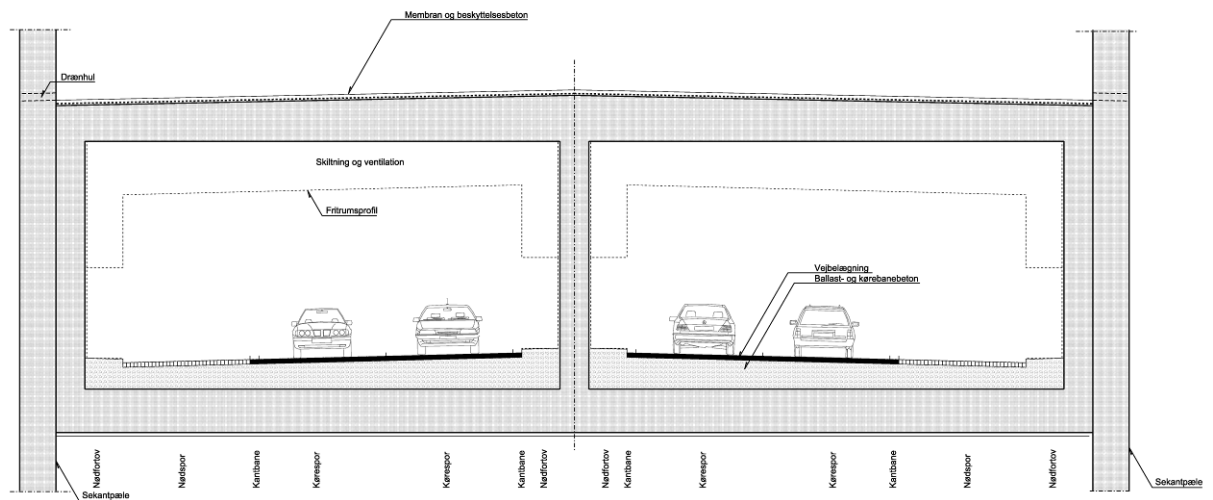 Membran og beskyttelsesbeton
Drænhul
Skiltning og ventilation
Fritrumsprofil
Vejbelægning
Ballast- og kørebanebeton
Nødfortov
Nødspor
Kantbane
Kørespor
Kørespor
Kantbane
Nødfortov
Nødfortov
Kantbane
Kørespor
Kørespor
Kantbane
Nødspor
Nødfortov
Sekantpæle
Sekantpæle